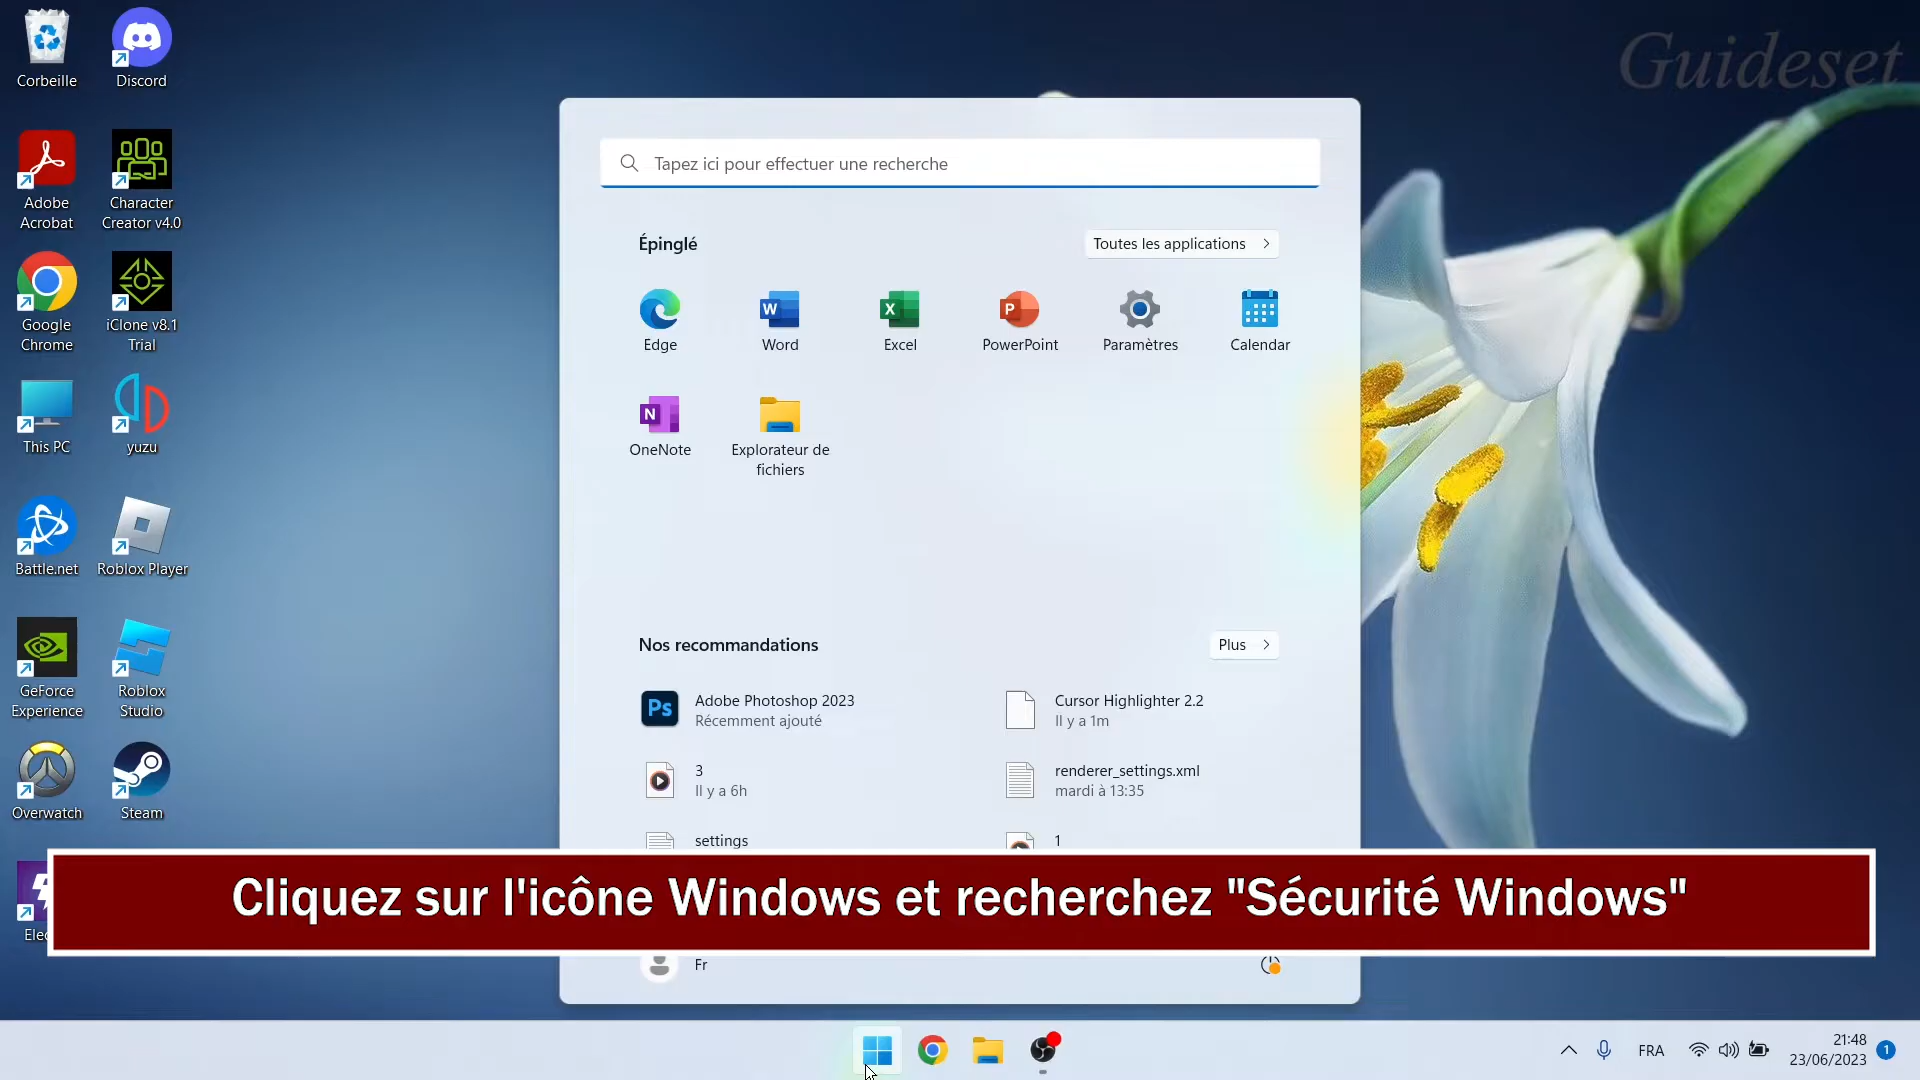 Guideset
Corbeille
Discord
Adobe
Acrobat
Character
Creator v4.0
Google
Chrome
iClone v8.1
Trial
This PC
yuzu
Battle.net
Roblox Player
GeForce
Experience
Roblox
Studio
Overwatch
Steam
Tapez ici pour effectuer une recherche
Épinglé
Toutes les applications
Edge
Word
Excel
PowerPoint
Paramètres
Calendar
OneNote
Explorateur de
fichiers
Nos recommandations
Plus
Ps
Adobe Photoshop 2023
Récemment ajouté
Cursor Highlighter 2.2
Il y a 1m
3
Il y a 6h
renderer_settings.xml
mardi à 13:35
settings
1
Cliquez sur l'icône Windows et recherchez "Sécurité Windows"
Fr
FRA
21:48
23/06/2023
1